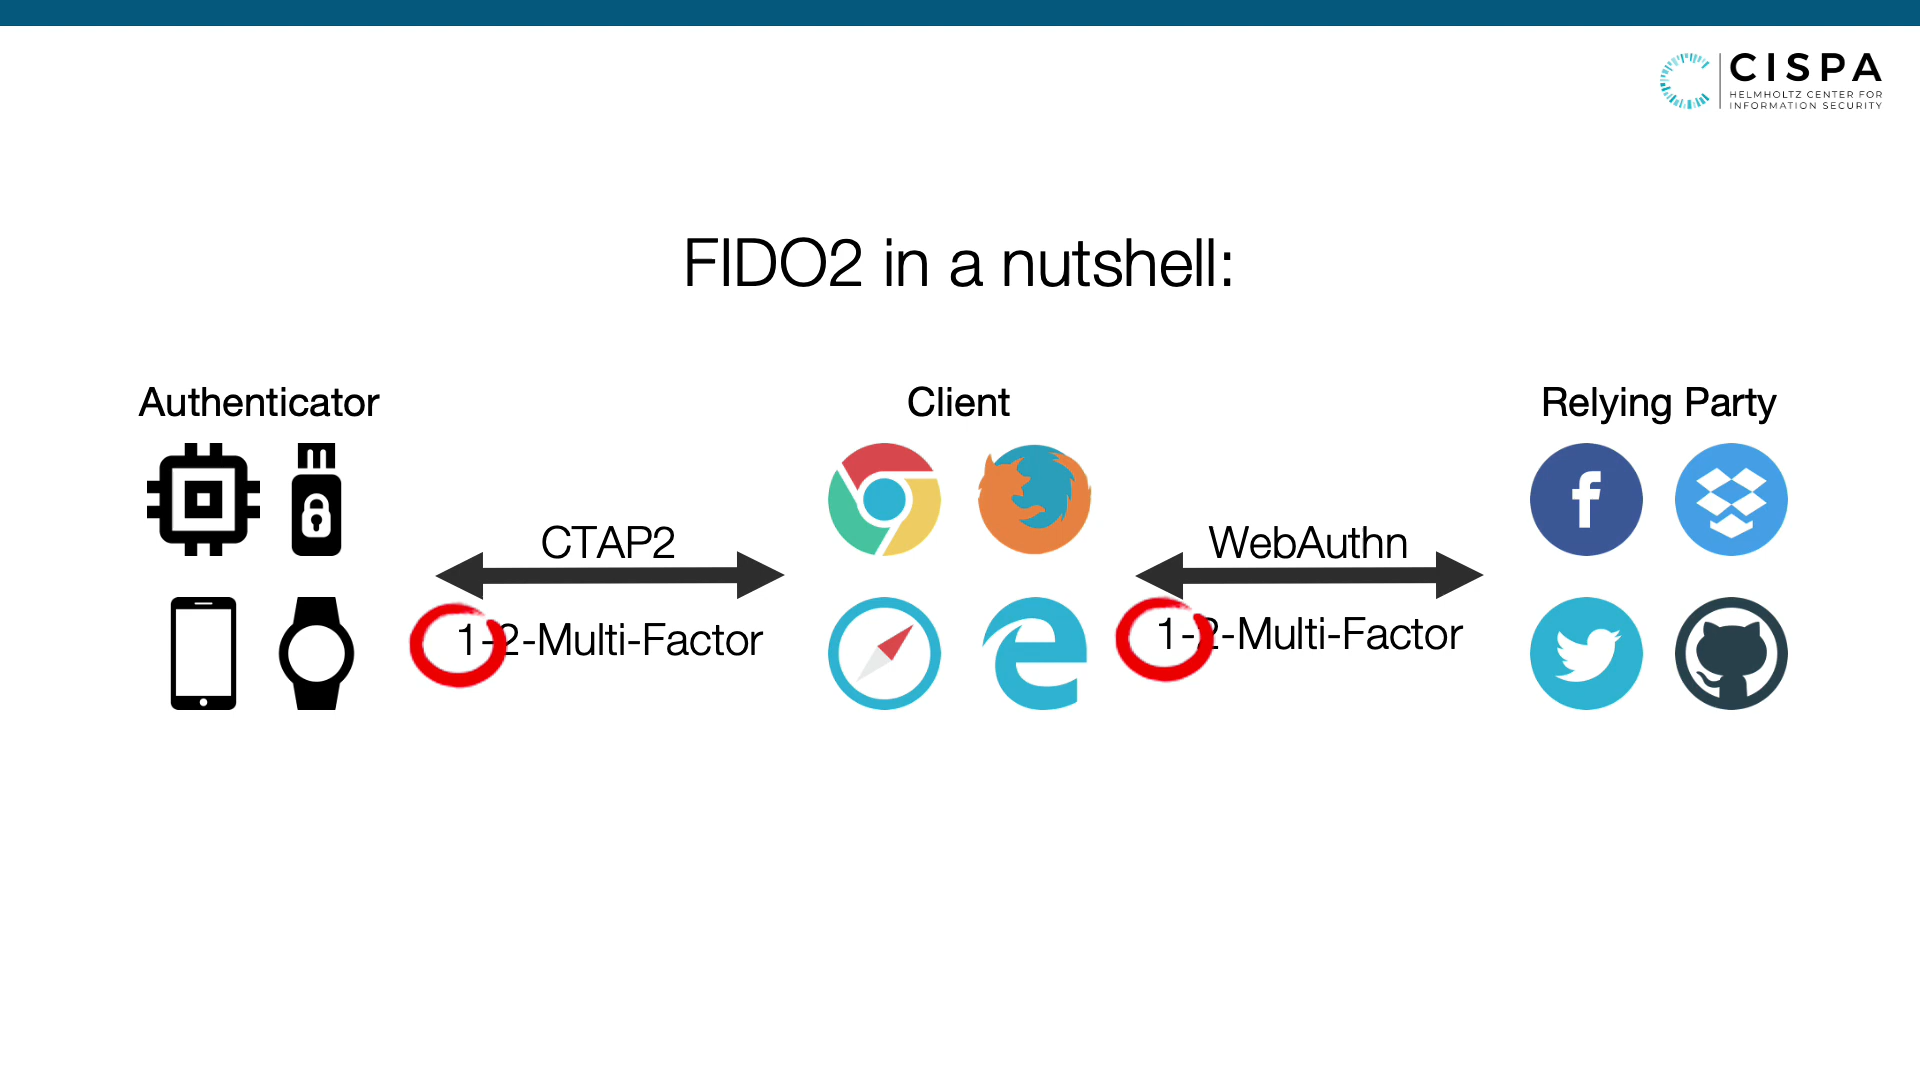 CISPA
HELMHOLTZ CENTER FOR
INFORMATION SECURITY
FIDO2 in a nutshell:
Authenticator
Client
Relying Party
CTAP2
WebAuthn
1-2-Multi-Factor
1-2-Multi-Factor